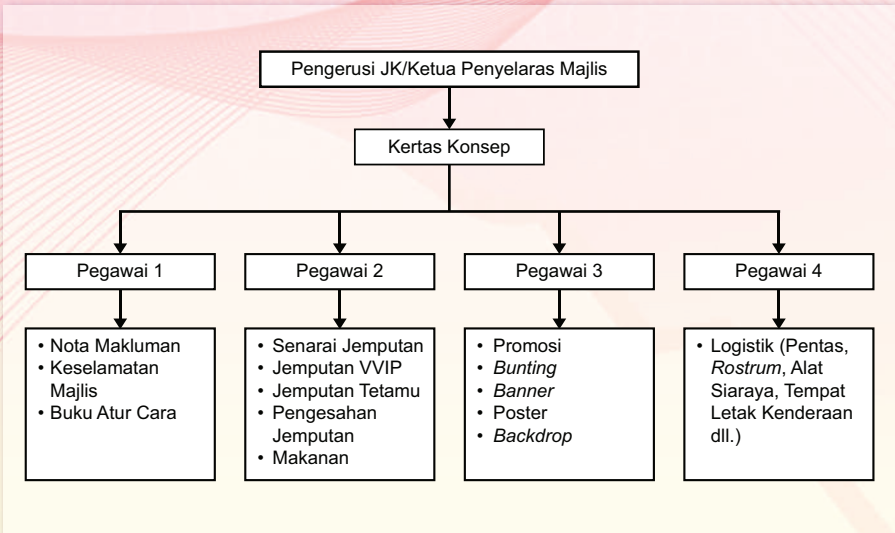 Pengerusi JK/Ketua Penyelaras Majlis
Kertas Konsep
Pegawai 1
Pegawai 2
Pegawai 3
Pegawai 4
• Nota Makluman
• Keselamatan
Majlis
• Buku Atur Cara
• Senarai Jemputan
• Jemputan VVIP
• Jemputan Tetamu
• Pengesahan
Jemputan
• Makanan
• Promosi
• Bunting
• Banner
• Poster
• Backdrop
• Logistik (Pentas,
Rostrum, Alat
Siaraya, Tempat
Letak Kenderaan
dll.)